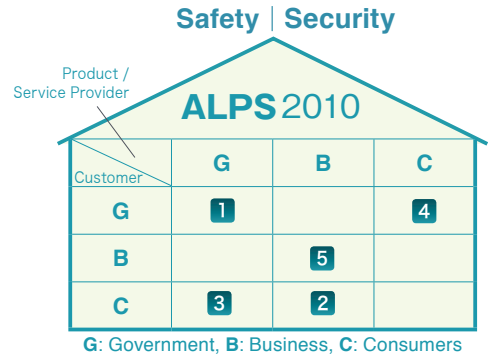 Safety | Security
ALPS 2010
Product /
Service Provider
Customer
G B C
G 1 4
B 5
C 3 2
G: Government, B: Business, C: Consumers